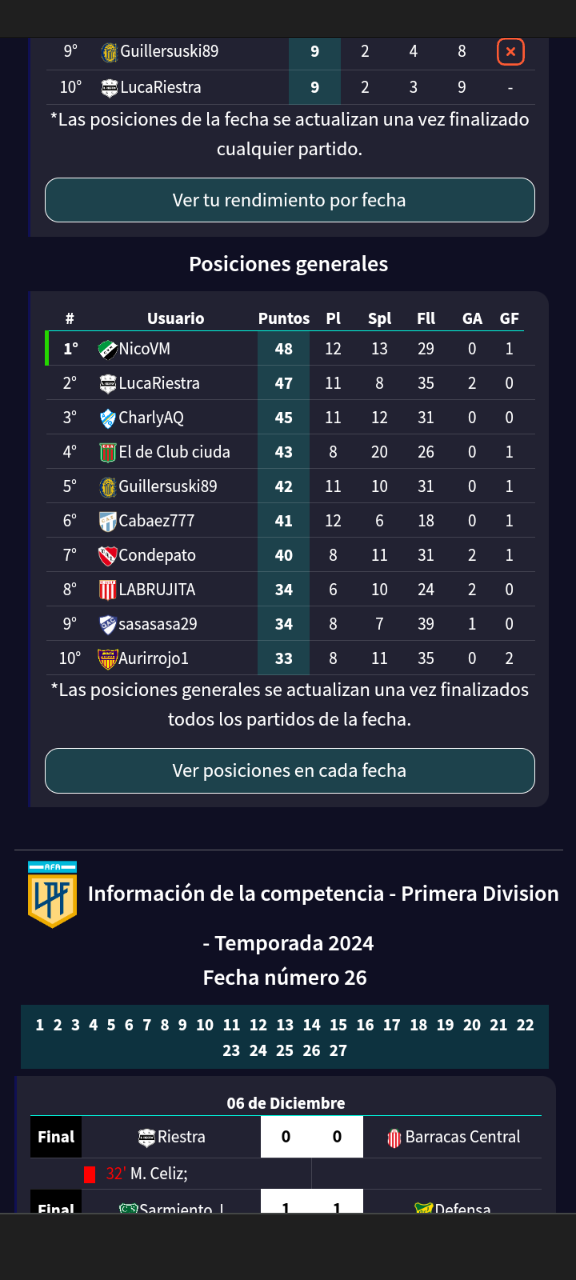 9° Guillersuski89 9 2 4 8 ×
10° LucaRiestra 9 2 3 9 -
*Las posiciones de la fecha se actualizan una vez finalizado
cualquier partido.
Ver tu rendimiento por fecha
Posiciones generales
# Usuario Puntos Pl Spl Fll GA GF
1° NicoVM 48 12 13 29 0 1
2° LucaRiestra 47 11 8 35 2 0
3° CharlyAQ 45 11 12 31 0 0
4° El de Club ciuda 43 8 20 26 0 1
5° Guillersuski89 42 11 10 31 0 1
6° Cabaez777 41 12 6 18 0 1
7° Condepato 40 8 11 31 2 1
8° LABRUJITA 34 6 10 24 2 0
9° sasasasa29 34 8 7 39 1 0
10° Aurirrojo1 33 8 11 35 0 2
*Las posiciones generales se actualizan una vez finalizados
todos los partidos de la fecha.
Ver posiciones en cada fecha
AFA
LPF
Información de la competencia - Primera Division
- Temporada 2024
Fecha número 26
1 2 3 4 5 6 7 8 9 10 11 12 13 14 15 16 17 18 19 20 21 22
23 24 25 26 27
06 de Diciembre
Final Riestra 0 0 Barracas Central
32' M. Celiz;
Final Sarmiento J 1 1 Defensa